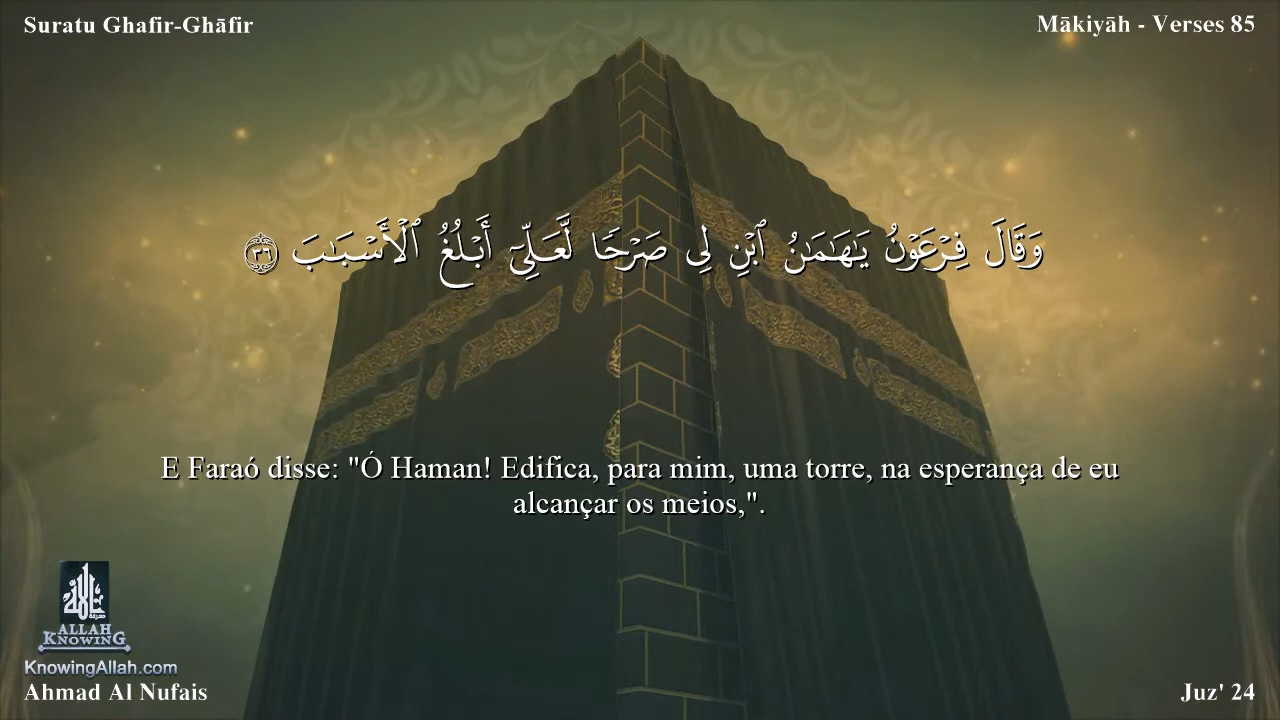 Suratu Ghafir-Ghāfir
Mākiyāh - Verses 85
وَقَالَ فِرْعَوْنُ يَٰهَٰمَٰنُ ٱبْنِ لِى صَرْحًا لَّعَلِّىٓ أَبْلُغُ ٱلْأَسْبَٰبَ ٣٦
E Faraó disse: "Ó Haman! Edifica, para mim, uma torre, na esperança de eu
alcançar os meios,".
ALLAH
KNOWING
KnowingAllah.com
Ahmad Al Nufais
Juz' 24